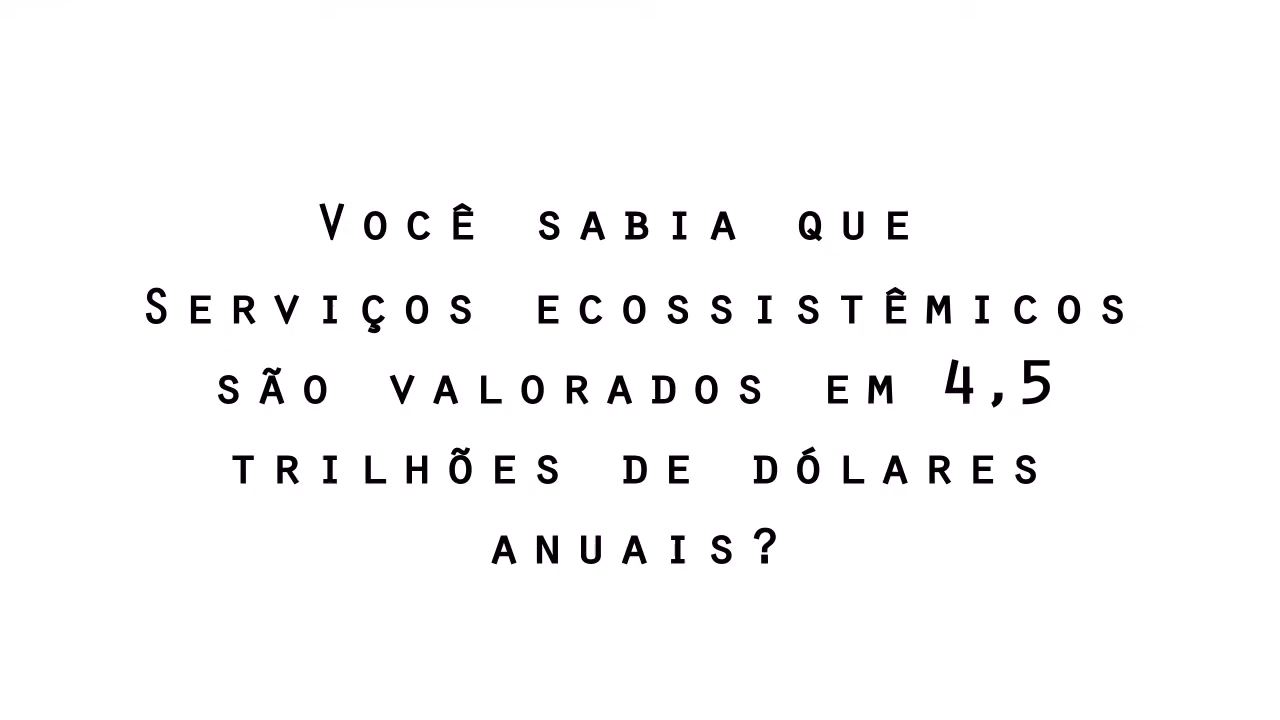 Você sabia que
Serviços ecossistêmicos
são valorados em 4,5
trilhões de dólares
anuais?